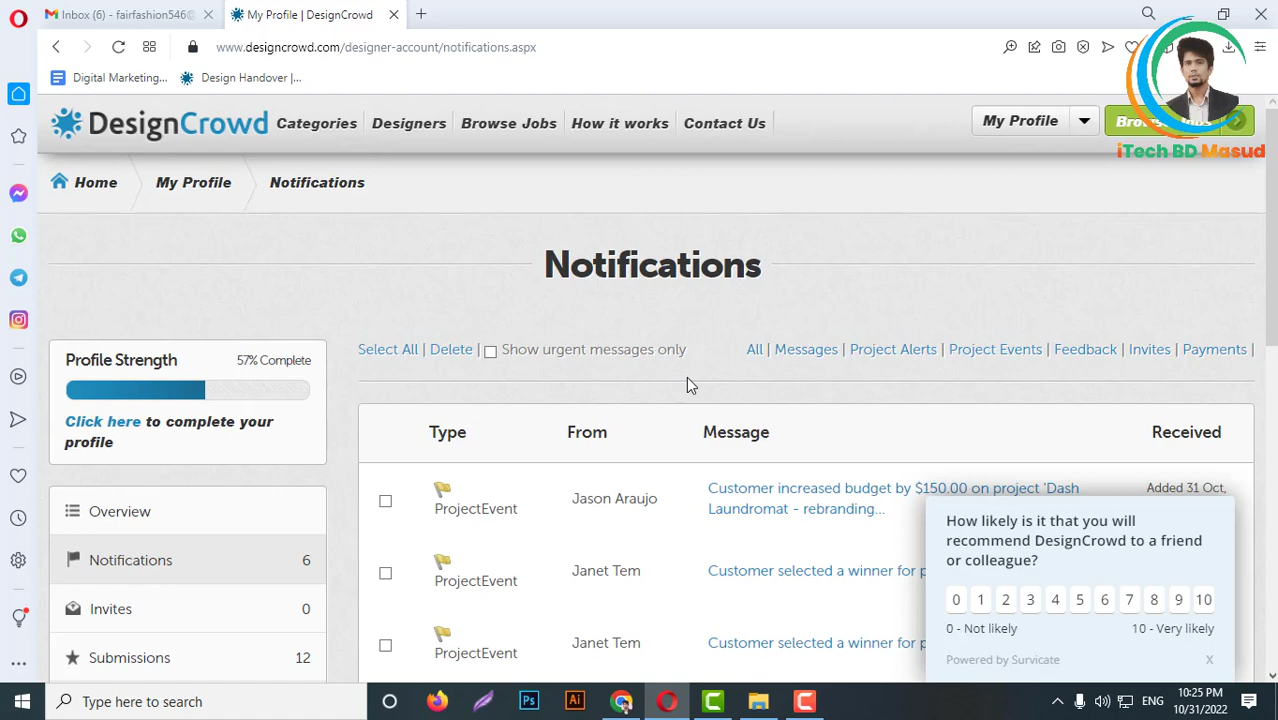 Inbox (6) - fairfashion546@
My Profile | DesignCrowd
www.designcrowd.com/designer-account/notifications.aspx
Digital Marketing...
Design Handover |...
DesignCrowd
Categories
Designers
Browse Jobs
How it works
Contact Us
My Profile
iTech BD Masud
Home
My Profile
Notifications
Notifications
Profile Strength
57% Complete
Click here to complete your
profile
Select All | Delete |
Show urgent messages only
All | Messages | Project Alerts | Project Events | Feedback | Invites | Payments |
Type
From
Message
Received
ProjectEvent
Jason Araujo
Customer increased budget by $150.00 on project 'Dash
Laundromat - rebranding...
Added 31 Oct,
ProjectEvent
Janet Tem
Customer selected a winner for p
ProjectEvent
Janet Tem
Customer selected a winner for p
Overview
Notifications 6
Invites 0
Submissions 12
How likely is it that you will
recommend DesignCrowd to a friend
or colleague?
0 1 2 3 4 5 6 7 8 9 10
0 - Not likely
10 - Very likely
Powered by Survicate
X
Type here to search
Ps
Ai
ENG
10:25 PM
10/31/2022